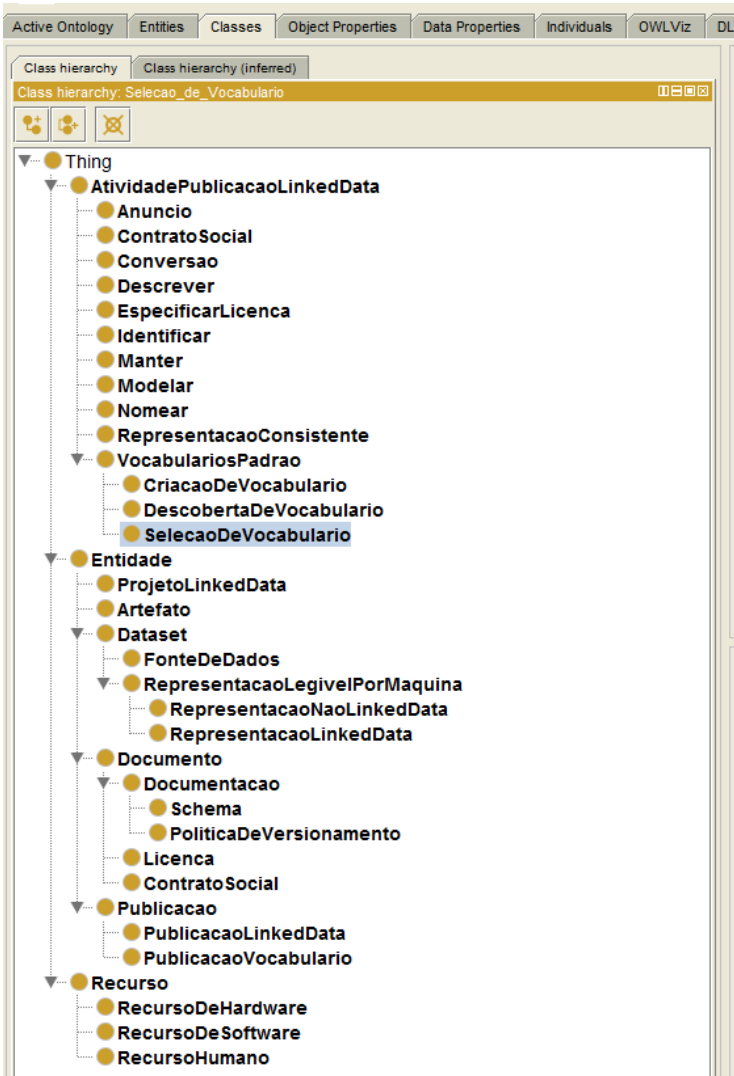 Active Ontology Entities Classes Object Properties Data Properties Individuals OWLViz DL
Class hierarchy Class hierarchy (inferred)
Class hierarchy: Selecao_de_Vocabulario
Thing
AtividadePublicacaoLinkedData
Anuncio
ContratoSocial
Conversao
Descrever
EspecificarLicenca
Identificar
Manter
Modelar
Nomear
RepresentacaoConsistente
VocabulariosPadrao
CriacaoDeVocabulario
DescobertaDeVocabulario
SelecaoDeVocabulario
Entidade
ProjetoLinkedData
Artefato
Dataset
FonteDeDados
RepresentacaoLegivelPorMaquina
RepresentacaoNaoLinkedData
RepresentacaoLinkedData
Documento
Documentacao
Schema
PoliticaDeVersionamento
Licenca
ContratoSocial
Publicacao
PublicacaoLinkedData
PublicacaoVocabulario
Recurso
RecursoDeHardware
RecursoDeSoftware
RecursoHumano